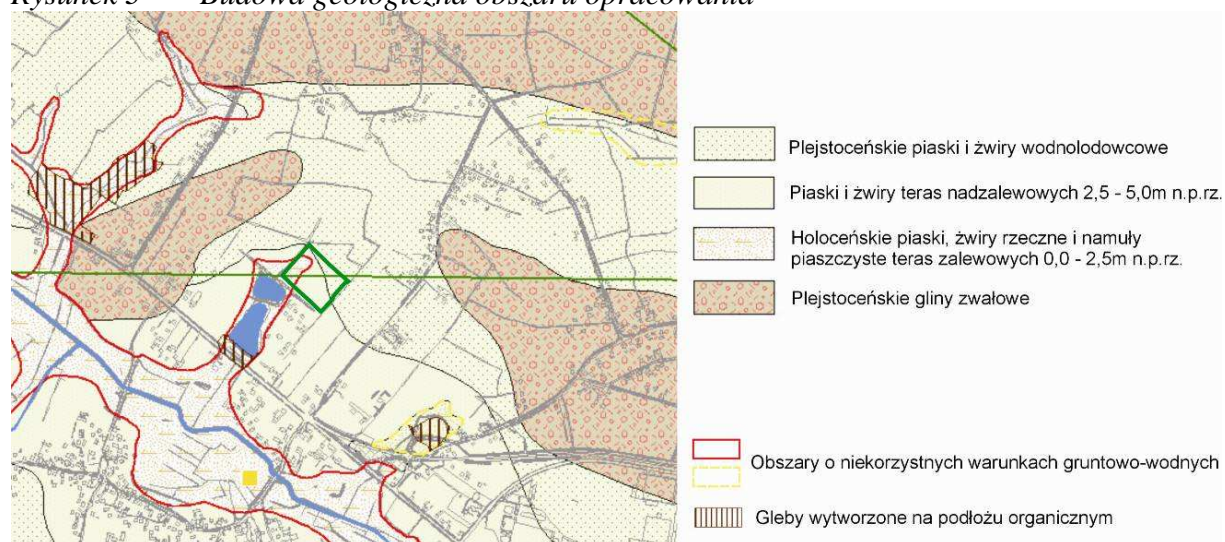 Rysunek 3 Budowa geologiczna obszaru opracowania
Plejstoceńskie piaski i żwiry wodnolodowcowe
Piaski i żwiry teras nadzalewowych 2,5 - 5,0m n.p.rz.
Holoceńskie piaski, żwiry rzeczne i namuły
piaszczyste teras zalewowych 0,0 - 2,5m n.p.rz.
Plejstoceńskie gliny zwałowe
Obszary o niekorzystnych warunkach gruntowo-wodnych
Gleby wytworzone na podłożu organicznym